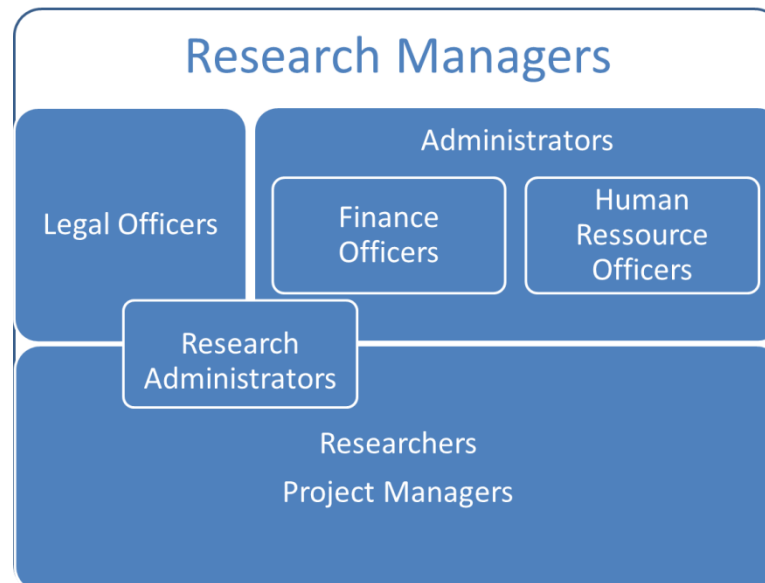 Research Managers
Legal Officers
Administrators
Finance
Officers
Human
Ressource
Officers
Research
Administrators
Researchers
Project Managers